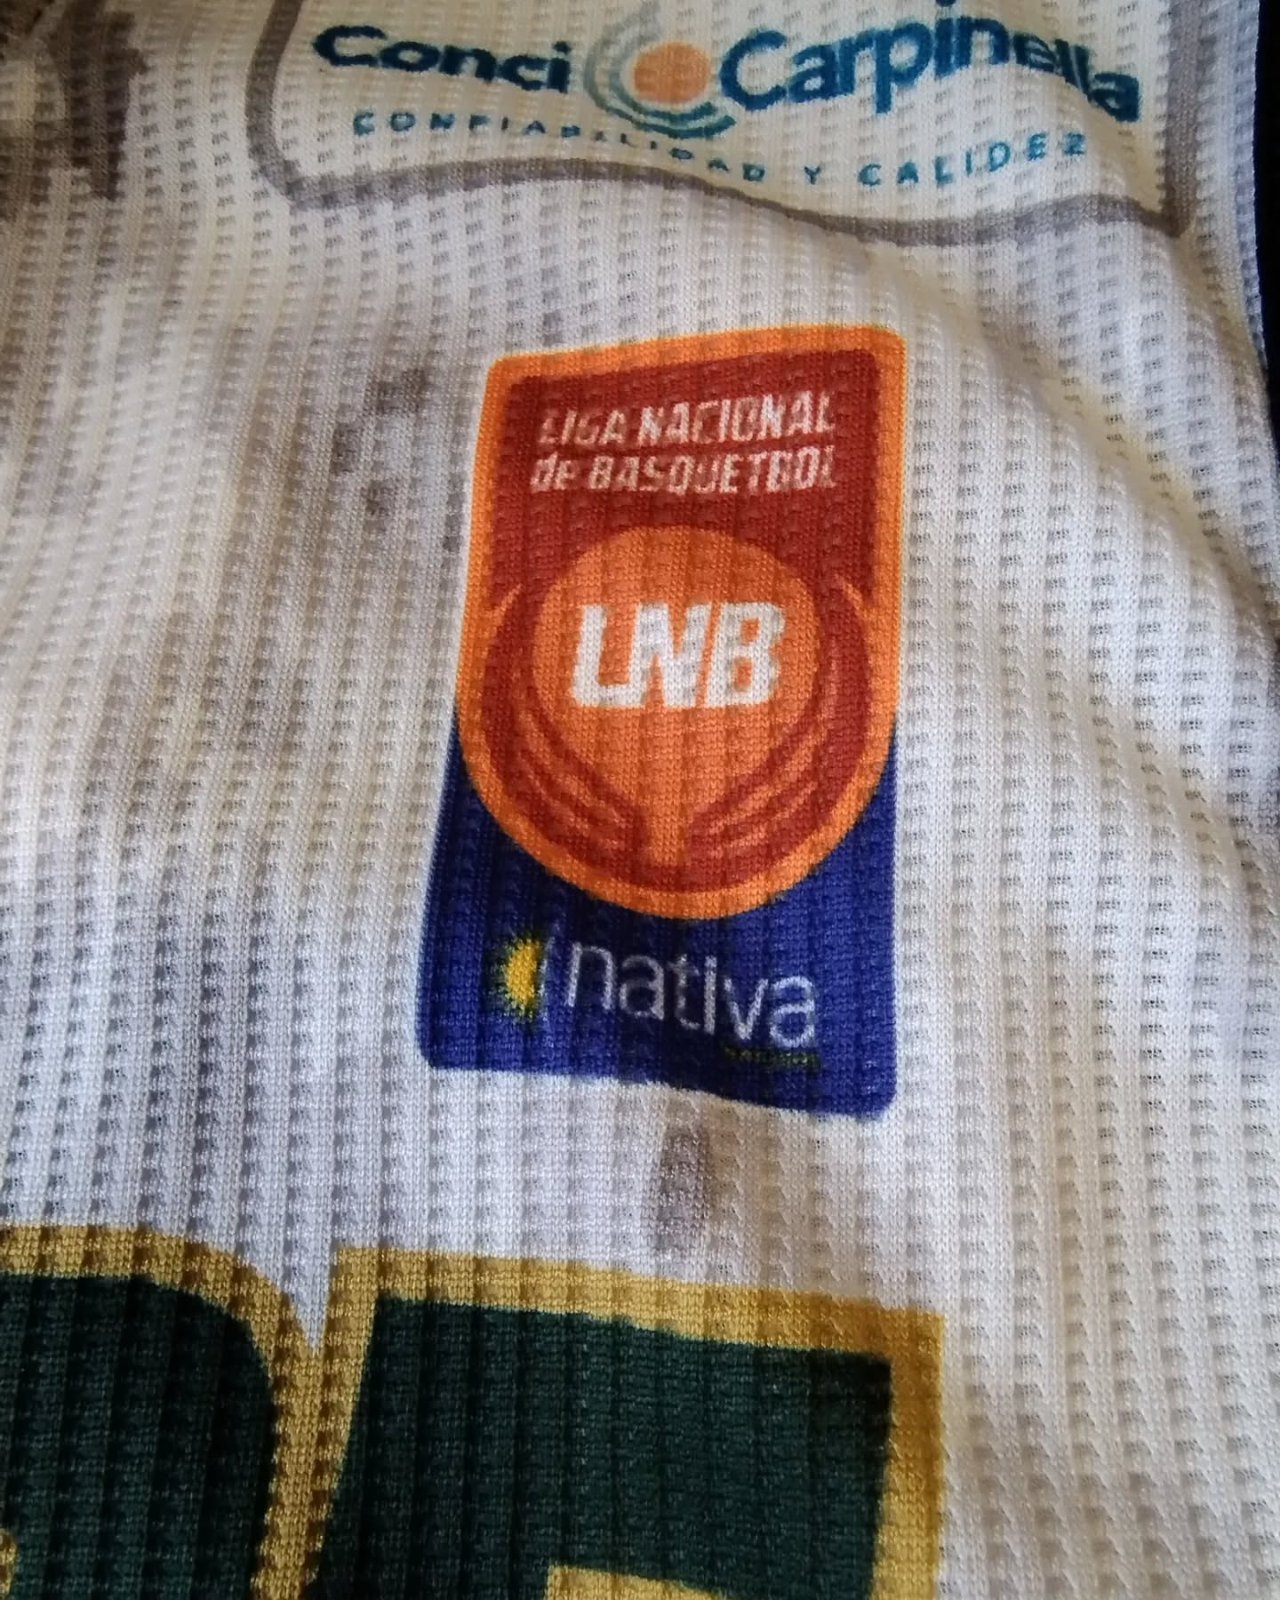 Conci Carpinella
CONFIABILIDAD Y CALIDEZ
LIGA NACIONAL
de BASQUETBOL
LNB
nativa